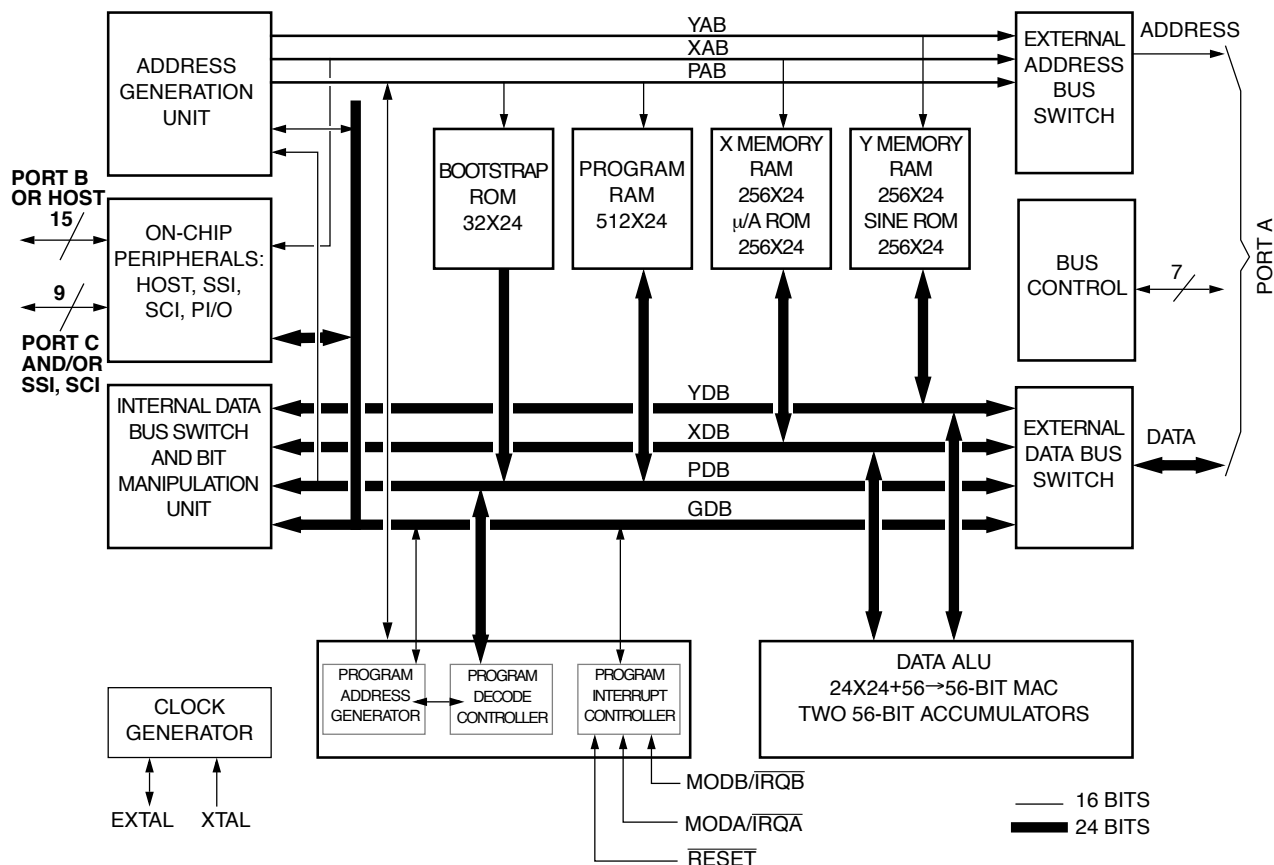 YAB
XAB
PAB
ADDRESS
GENERATION
UNIT
EXTERNAL
ADDRESS
BUS
SWITCH
ADDRESS
PORT B
OR HOST
15
9
PORT C
AND/OR
SSI, SCI
ON-CHIP
PERIPHERALS:
HOST, SSI,
SCI, PI/O
BOOTSTRAP
ROM
32X24
PROGRAM
RAM
512X24
X MEMORY
RAM
256X24
μ/A ROM
256X24
Y MEMORY
RAM
256X24
SINE ROM
256X24
BUS
CONTROL
7
PORT A
INTERNAL DATA
BUS SWITCH
AND BIT
MANIPULATION
UNIT
YDB
XDB
PDB
GDB
EXTERNAL
DATA BUS
SWITCH
DATA
PROGRAM
ADDRESS
GENERATOR
PROGRAM
DECODE
CONTROLLER
PROGRAM
INTERRUPT
CONTROLLER
DATA ALU
24X24+56→56-BIT MAC
TWO 56-BIT ACCUMULATORS
CLOCK
GENERATOR
EXTAL
XTAL
MODB/IRQB
MODA/IRQA
RESET
16 BITS
24 BITS